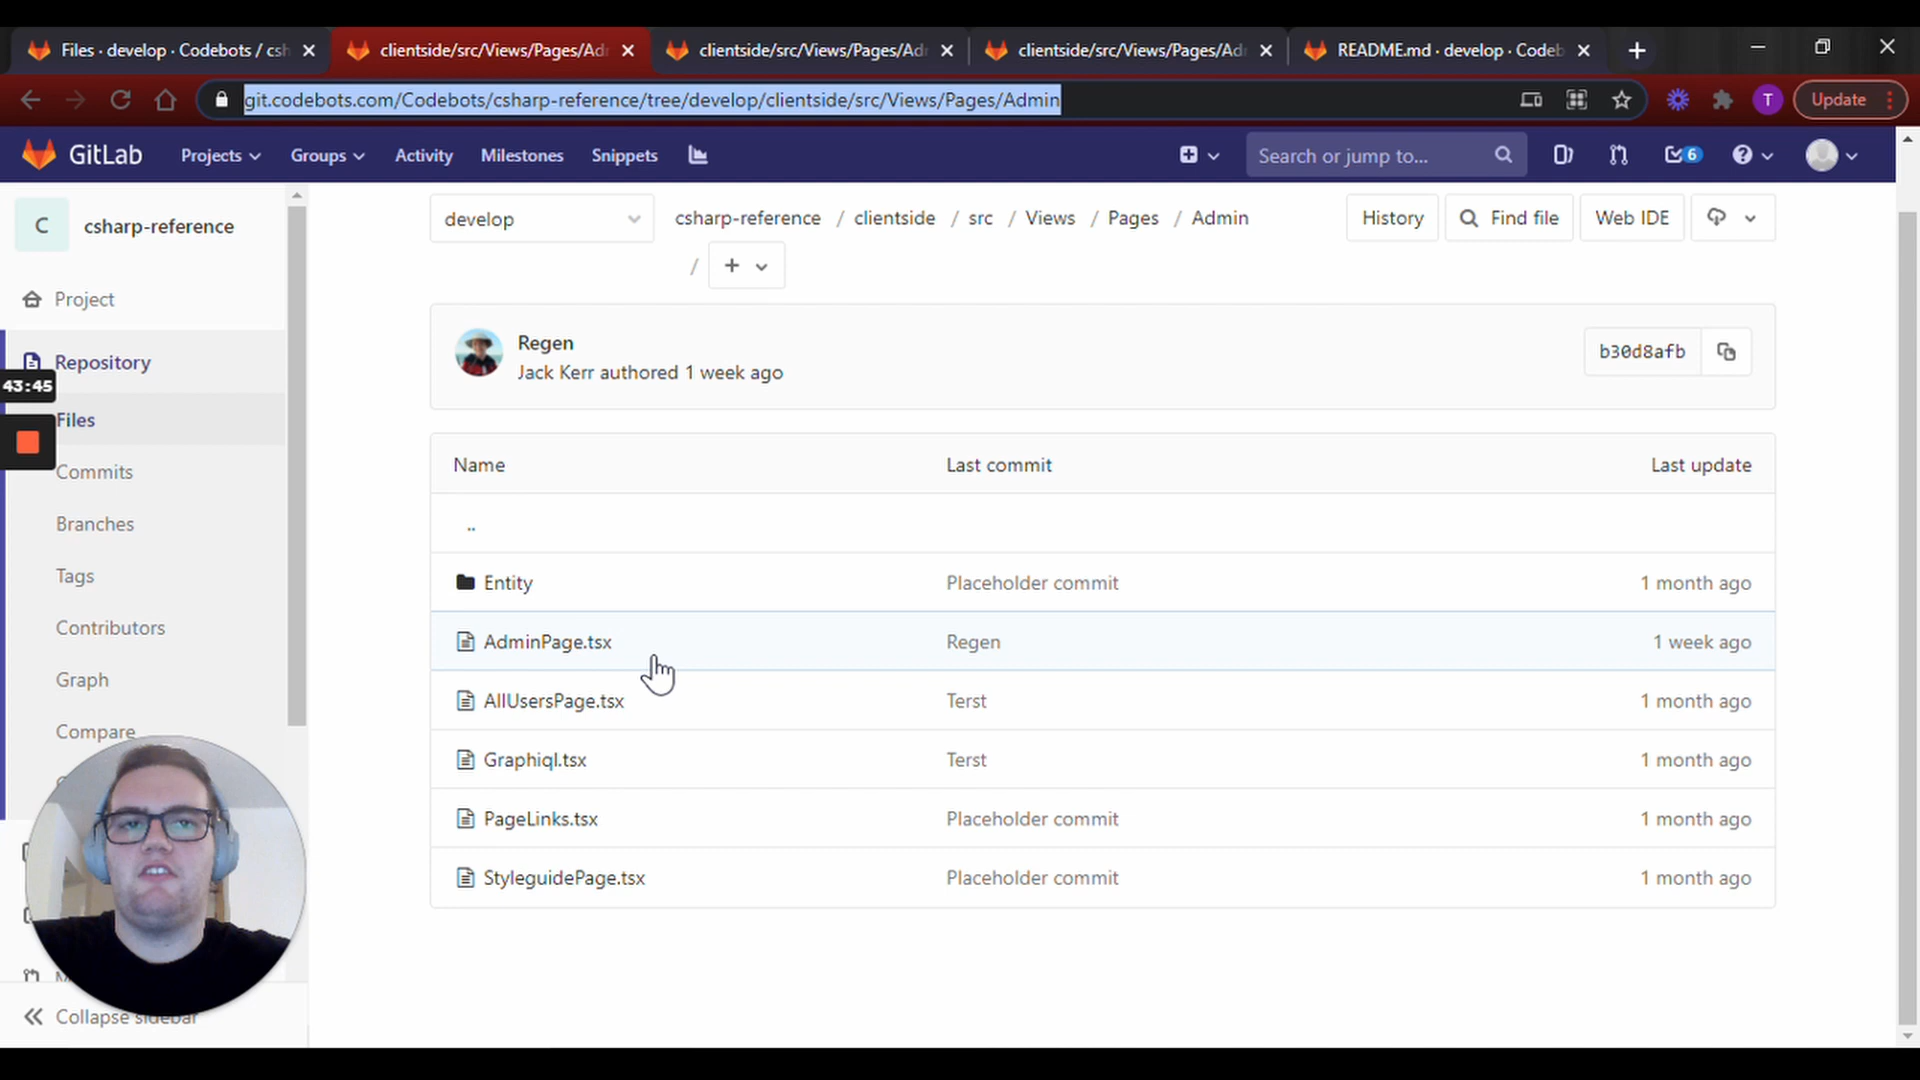 Files · develop · Codebots / csh
clientside/src/Views/Pages/Adm
clientside/src/Views/Pages/Adm
clientside/src/Views/Pages/Adm
README.md · develop · Codeb
git.codebots.com/Codebots/csharp-reference/tree/develop/clientside/src/Views/Pages/Admin
T
Update
GitLab
Projects
Groups
Activity
Milestones
Snippets
Search or jump to...
6
C
csharp-reference
Project
Repository
43:45
Files
Commits
Branches
Tags
Contributors
Graph
Compare
Collapse sidebar
develop
csharp-reference / clientside / src / Views / Pages / Admin
/ +
History
Find file
Web IDE
Regen
Jack Kerr authored 1 week ago
b30d8afb
Name Last commit Last update
..
Entity Placeholder commit 1 month ago
AdminPage.tsx Regen 1 week ago
AllUsersPage.tsx Terst 1 month ago
Graphiql.tsx Terst 1 month ago
PageLinks.tsx Placeholder commit 1 month ago
StyleguidePage.tsx Placeholder commit 1 month ago